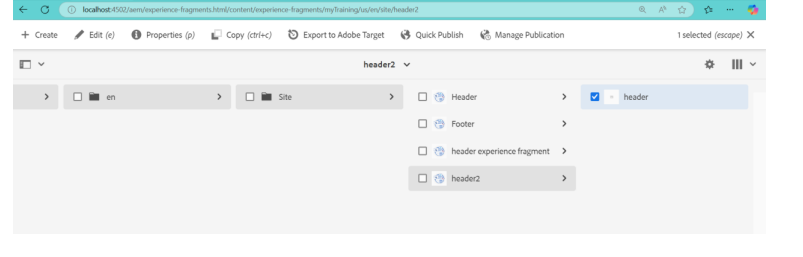 localhost:4502/aem/experience-fragments.html/content/experience-fragments/myTraining/us/en/site/header2
Create Edit (e) Properties (p) Copy (ctrl+c) Export to Adobe Target Quick Publish Manage Publication 1 selected (escape)
header2
en Site Header header
Footer
header experience fragment
header2